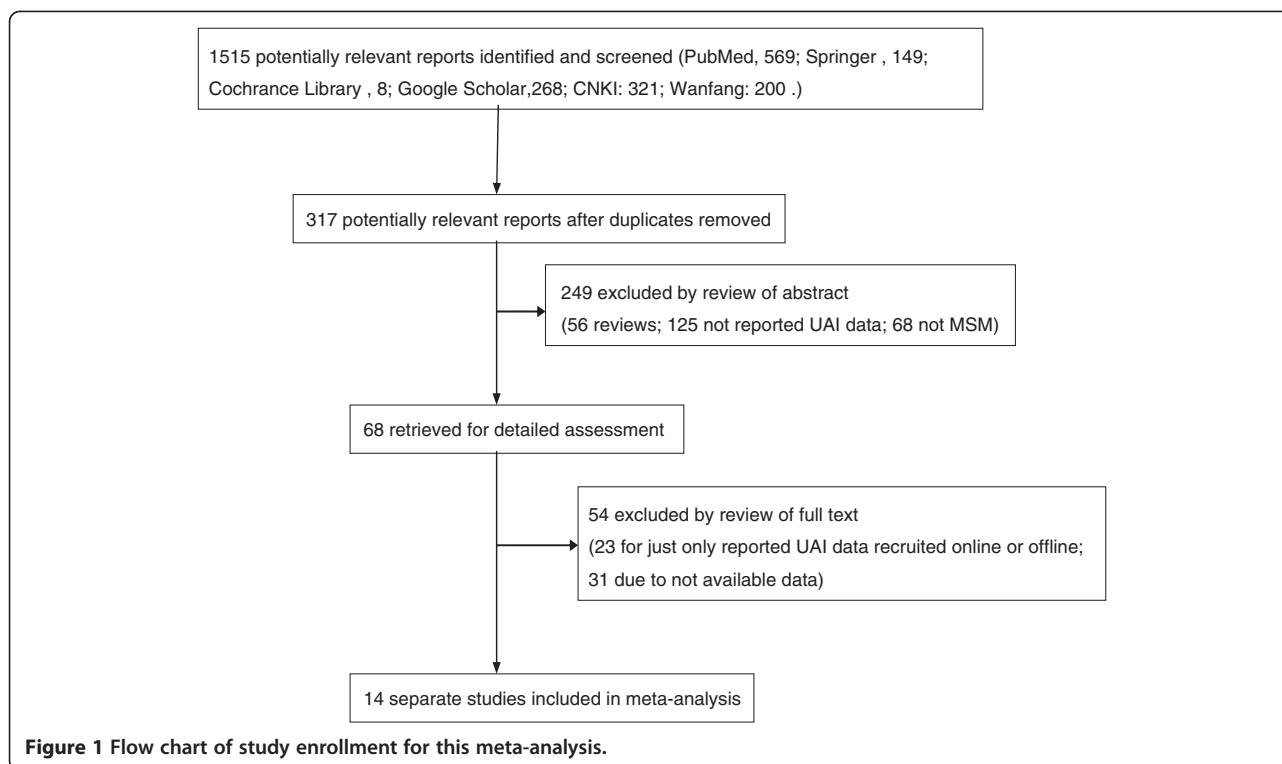 1515 potentially relevant reports identified and screened (PubMed, 569; Springer , 149;
Cochrance Library , 8; Google Scholar,268; CNKI: 321; Wanfang: 200 .)
317 potentially relevant reports after duplicates removed
249 excluded by review of abstract
(56 reviews; 125 not reported UAI data; 68 not MSM)
68 retrieved for detailed assessment
54 excluded by review of full text
(23 for just only reported UAI data recruited online or offline;
31 due to not available data)
14 separate studies included in meta-analysis
Figure 1 Flow chart of study enrollment for this meta-analysis.